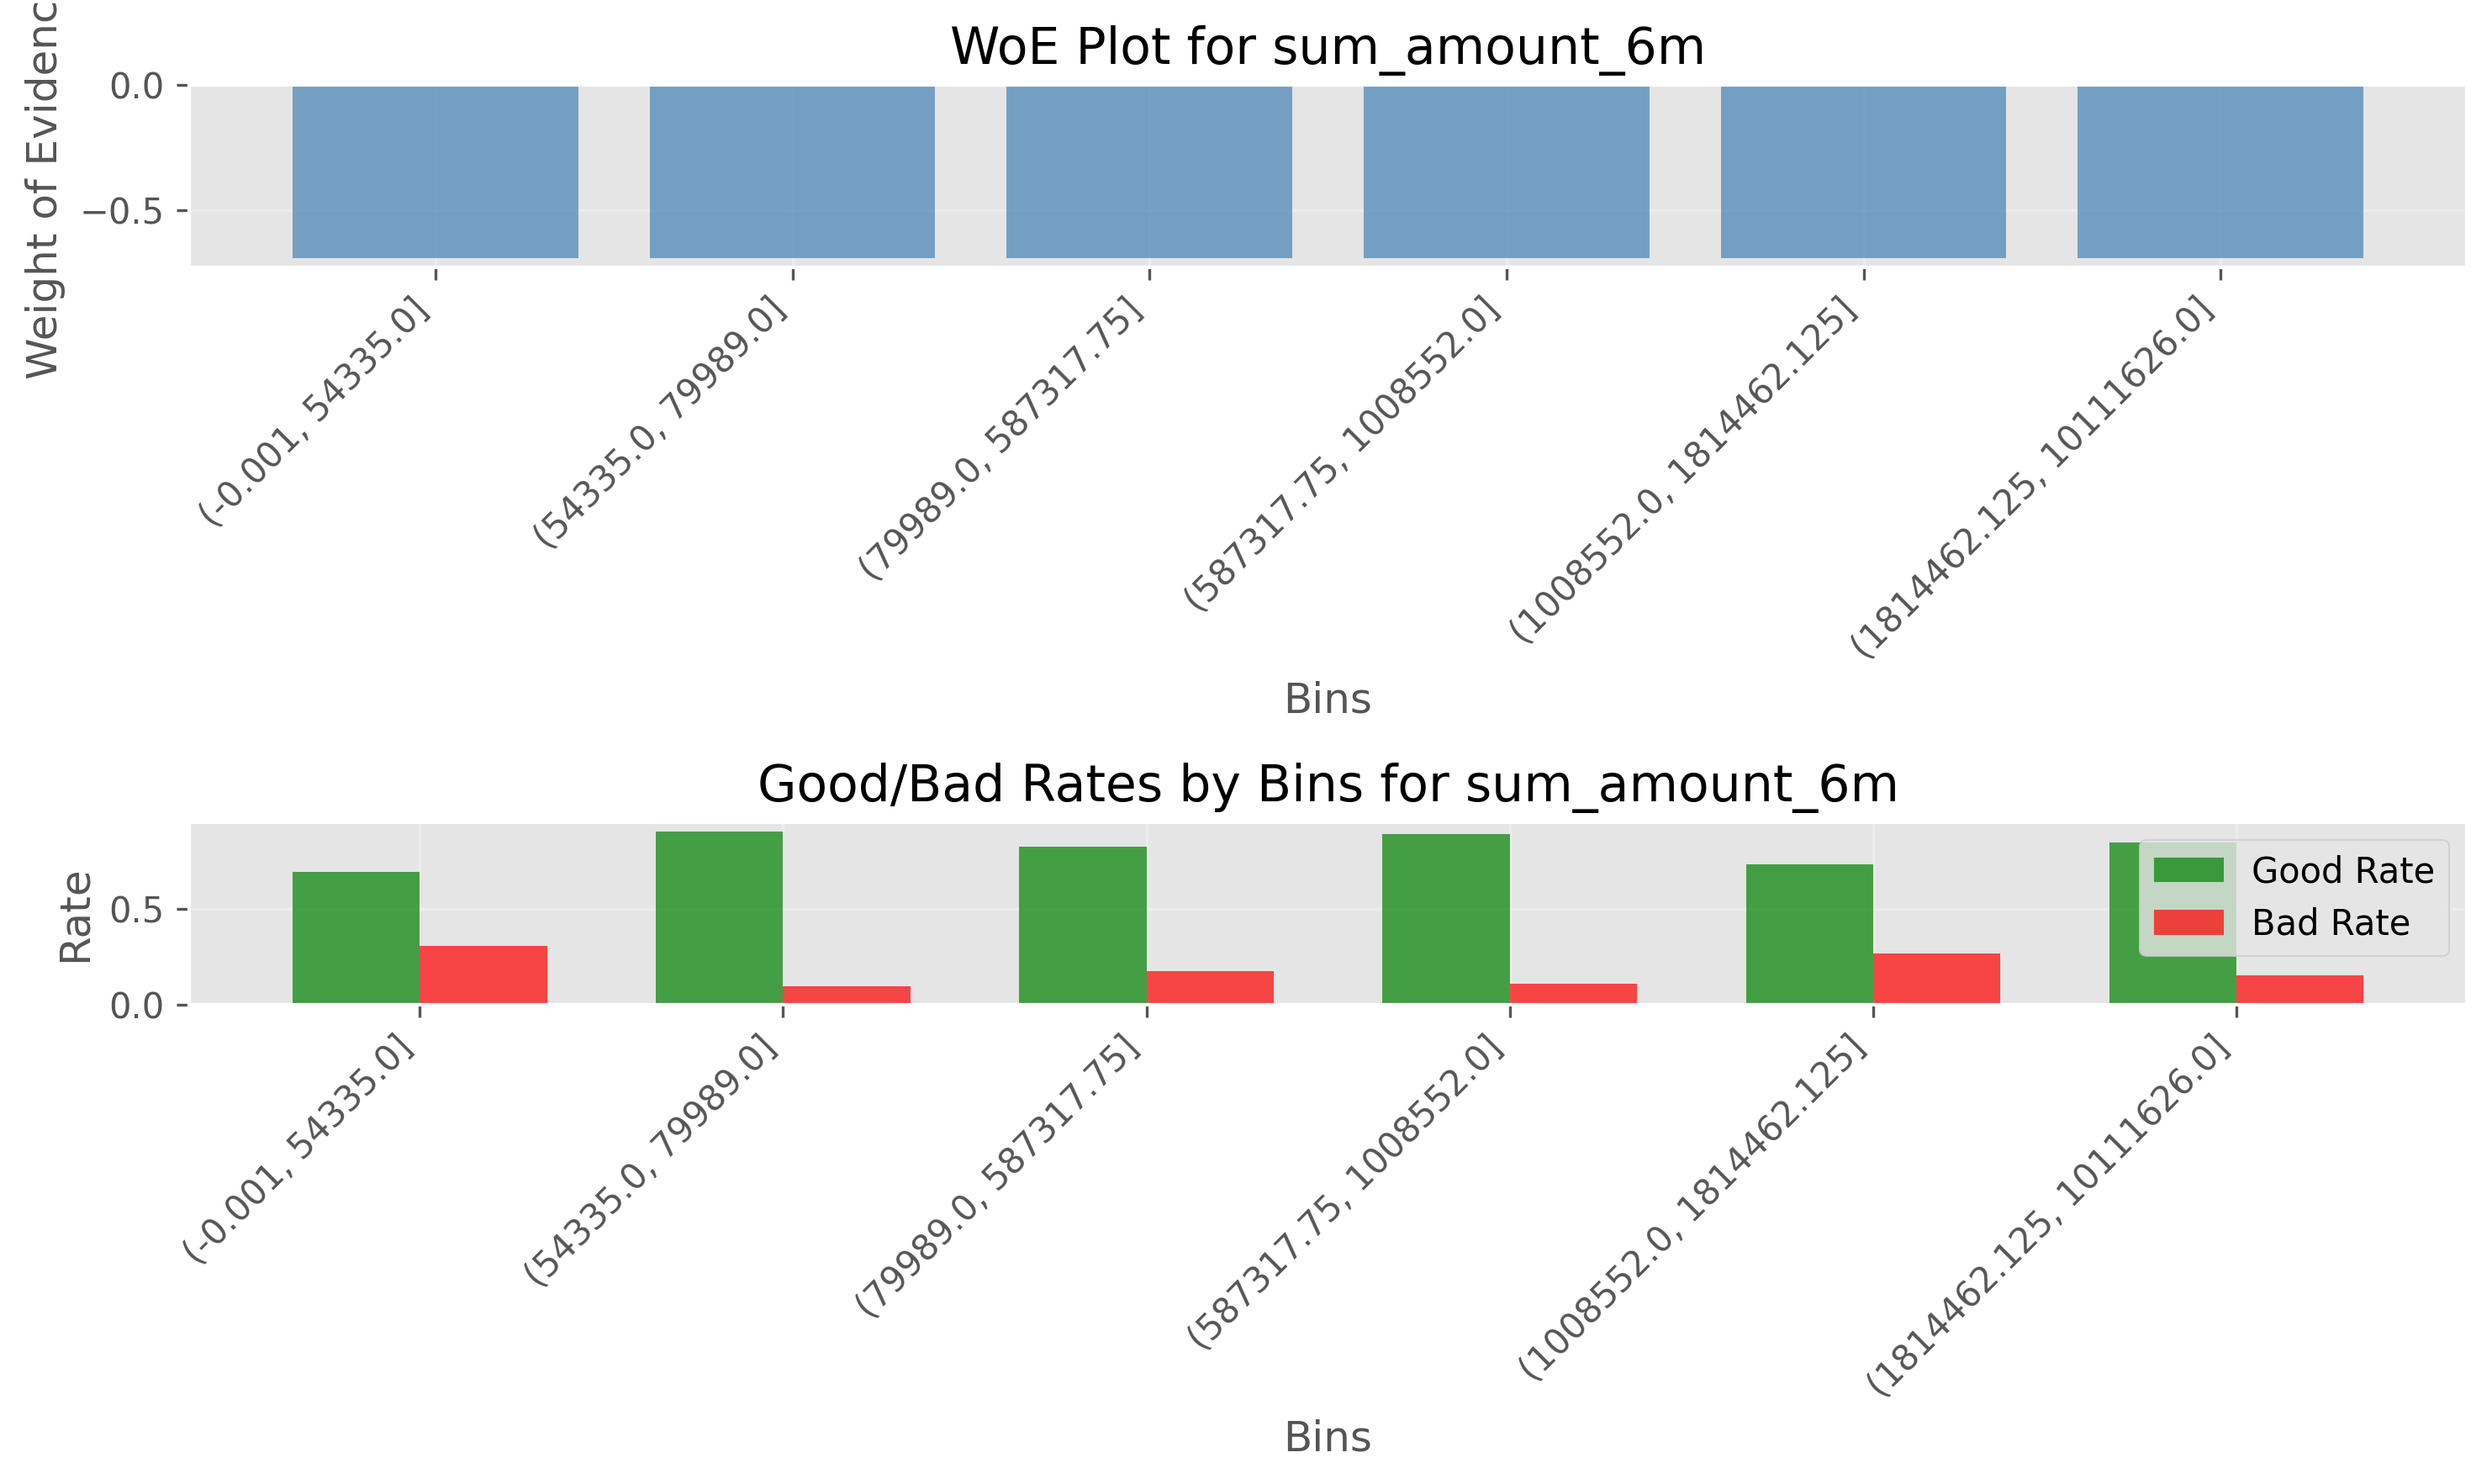 WoE Plot for sum_amount_6m
Weight of Evidenc
0.0
−0.5
(-0.001, 54335.0]
(54335.0, 79989.0]
(79989.0, 587317.75]
(587317.75, 1008552.0]
(1008552.0, 1814462.125]
(1814462.125, 10111626.0]
Bins
Good/Bad Rates by Bins for sum_amount_6m
Rate
0.5
0.0
Good Rate
Bad Rate
(-0.001, 54335.0]
(54335.0, 79989.0]
(79989.0, 587317.75]
(587317.75, 1008552.0]
(1008552.0, 1814462.125]
(1814462.125, 10111626.0]
Bins